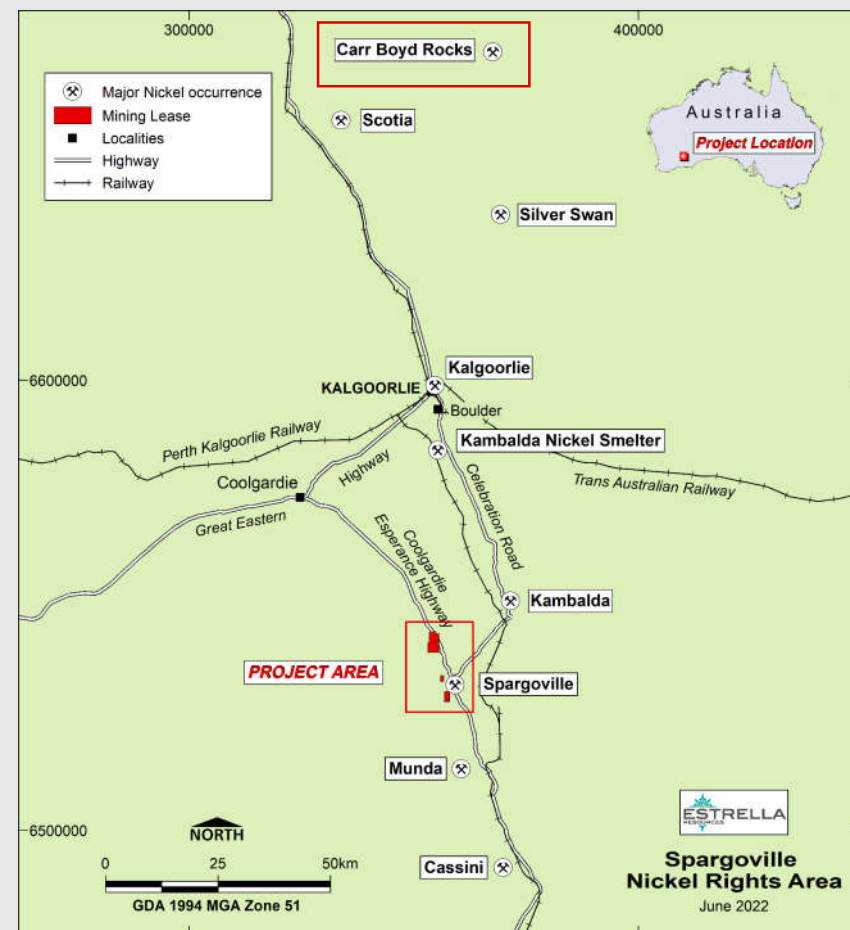 300000
400000
Carr Boyd Rocks
Major Nickel occurrence
Mining Lease
Localities
Highway
Railway
Scotia
Australia
Project Location
Silver Swan
6600000
Kalgoorlie
KALGOORLIE
Boulder
Perth Kalgoorlie Railway
Kambalda Nickel Smelter
Highway
Coolgardie
Celebration Road
Trans Australian Railway
Great Eastern
Coolgardie
Esperance Highway
Kambalda
PROJECT AREA
Spargoville
Munda
6500000
NORTH
ESTRELLA
RESOURCES
0 25 50km
Cassini
Spargoville
Nickel Rights Area
GDA 1994 MGA Zone 51
June 2022